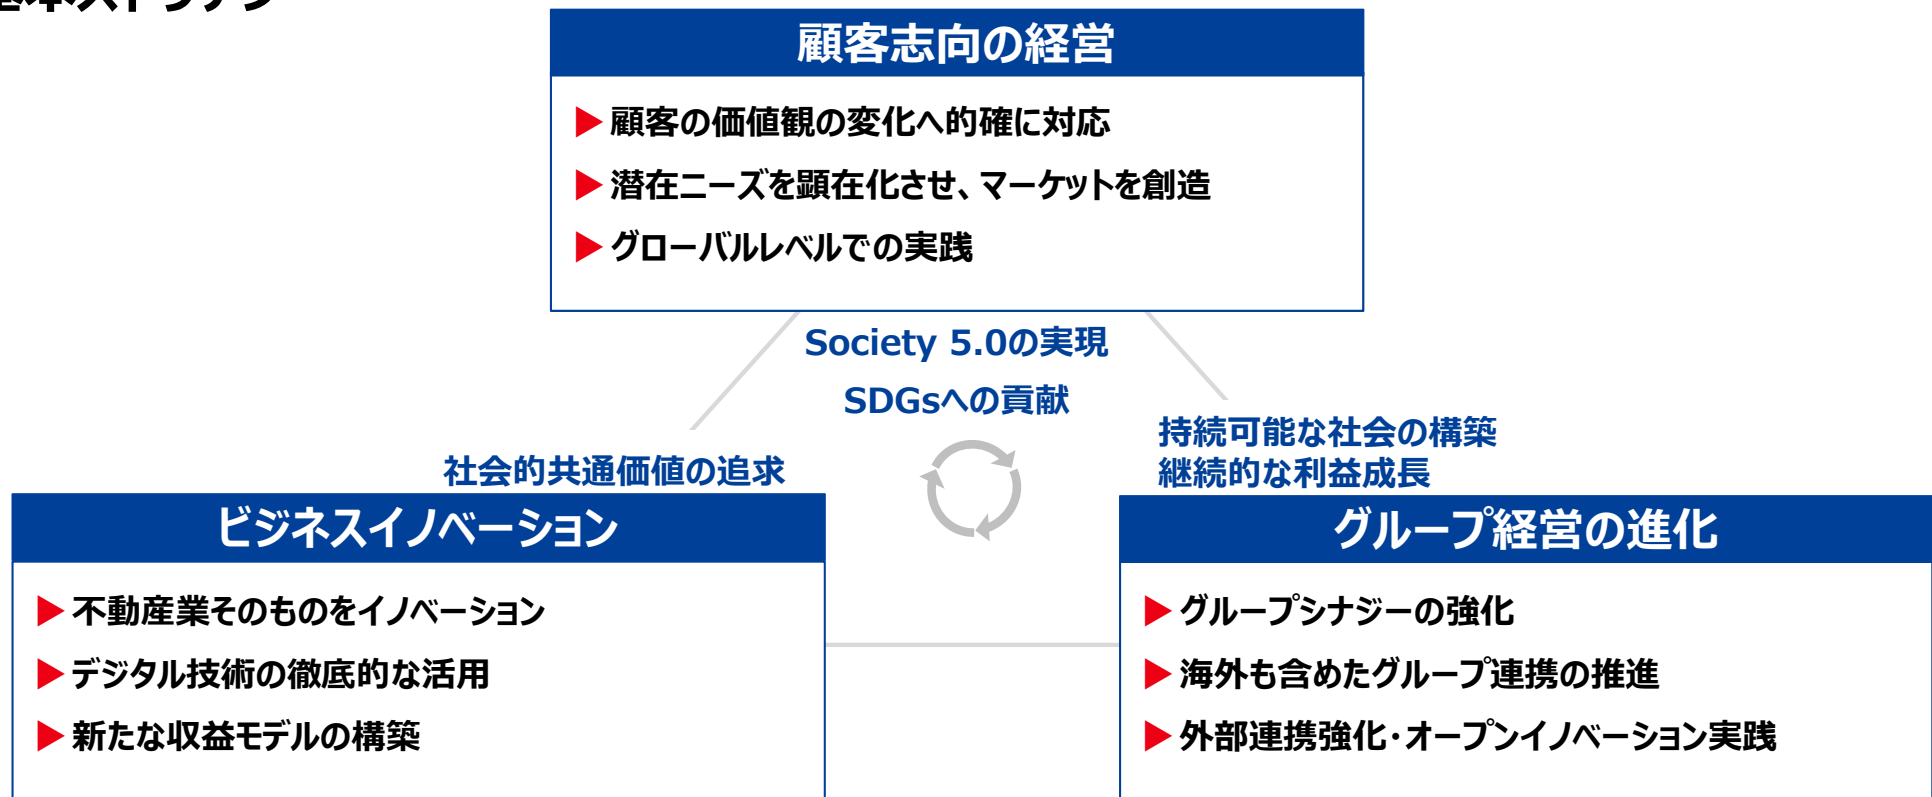 顧客志向の経営
▶顧客の価値観の変化へ的確に対応
▶潜在ニーズを顕在化させ、マーケットを創造
▶グローバルレベルでの実践
Society 5.0の実現
SDGsへの貢献
社会的共通価値の追求
持続可能な社会の構築
継続的な利益成長
ビジネスイノベーション
▶不動産業そのものをイノベーション
▶デジタル技術の徹底的な活用
▶新たな収益モデルの構築
グループ経営の進化
▶グループシナジーの強化
▶海外も含めたグループ連携の推進
▶外部連携強化・オープンイノベーション実践